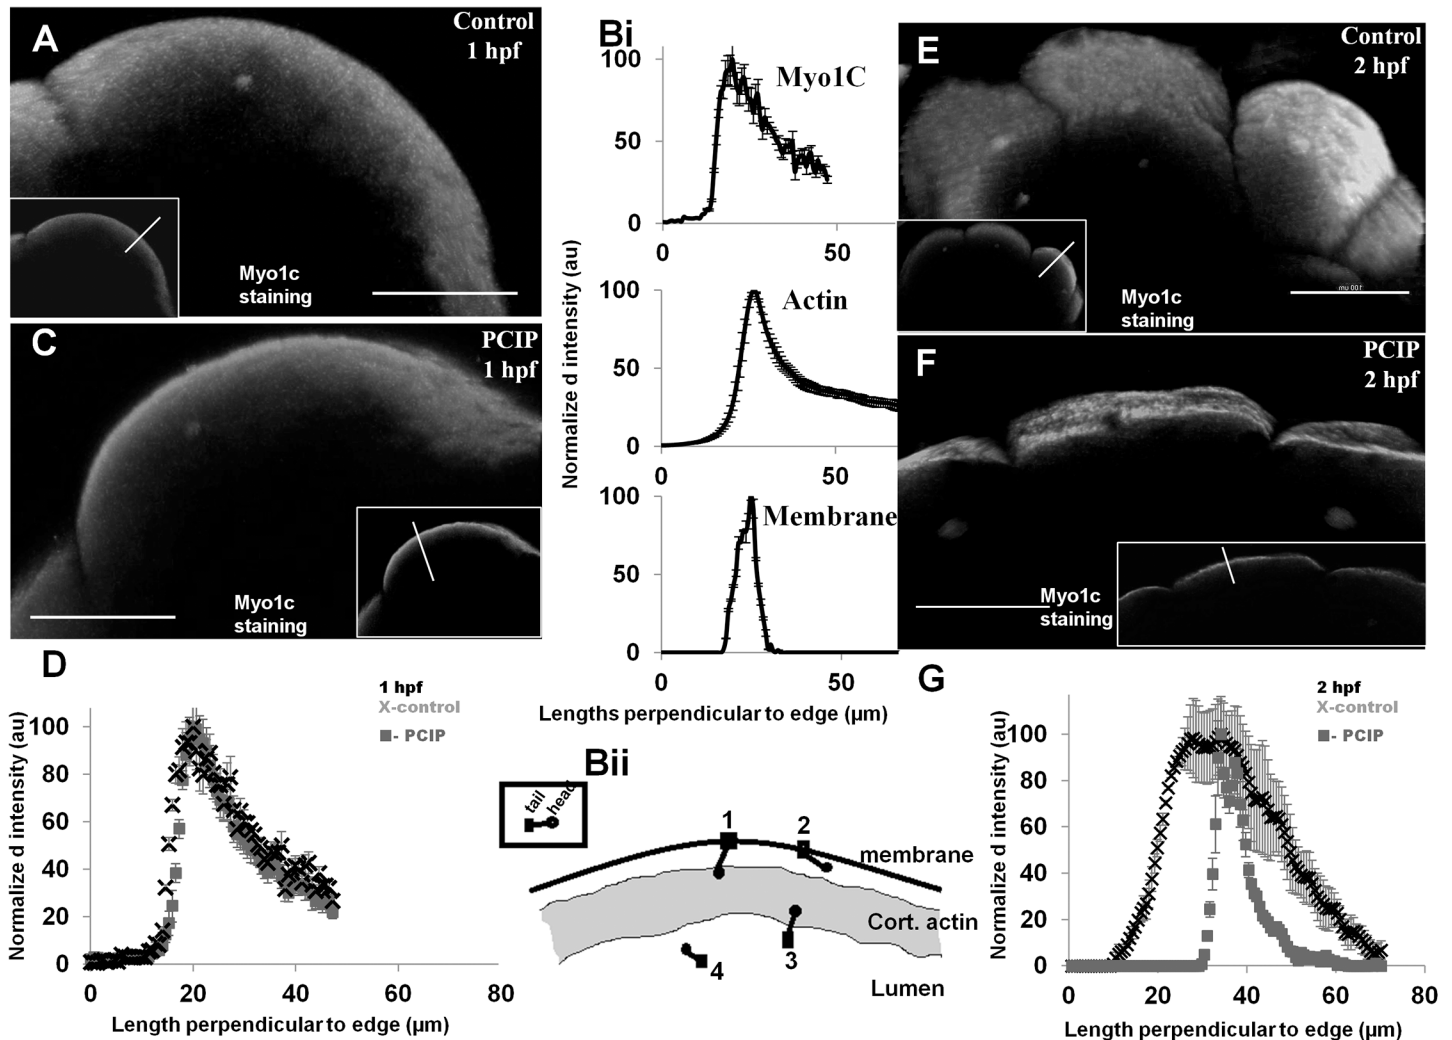 A
Control
1 hpf
Myo1c
staining
C
PCIP
1 hpf
Myo1c
staining
Bi
Normalize d intensity (au)
100
50
0
Myo1C
0
50
100
50
0
Actin
0
50
100
50
0
Membrane
0
50
Lengths perpendicular to edge (µm)
E
Control
2 hpf
Myo1c
staining
100 um
F
PCIP
2 hpf
Myo1c
staining
D
1 hpf
X-control
- PCIP
Normalize d intensity (au)
100
80
60
40
20
0
0
20
40
60
80
Length perpendicular to edge (µm)
Bii
tail
head
1
2
membrane
Cort. actin
3
4
Lumen
G
2 hpf
X-control
- PCIP
Normalize d intensity (au)
100
80
60
40
20
0
0
20
40
60
80
Length perpendicular to edge (µm)